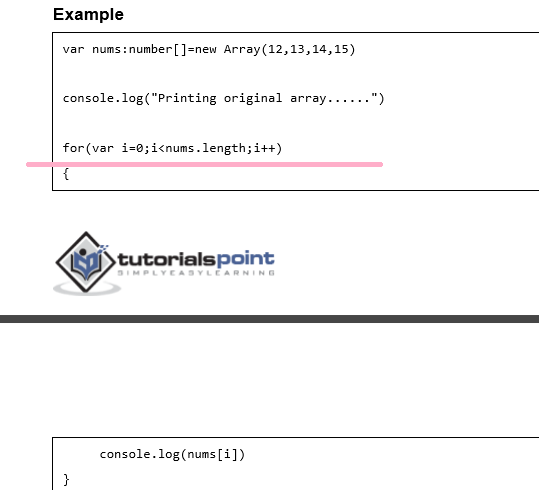 Example
var nums:number[]=new Array(12,13,14,15)
console.log("Printing original array......")
for(var i=0;i<nums.length;i++)
{
tutorialspoint
SIMPLYEASYLEARNING
console.log(nums[i])
}